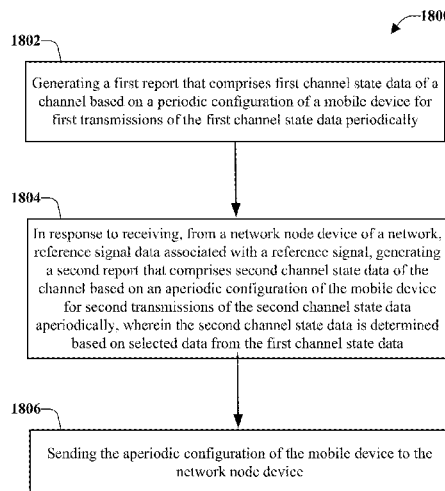 1800
1802
Generating a first report that comprises first channel state data of
a channel based on a periodic configuration of a mobile device for
first transmissions of the first channel state data periodically
1804
In response to receiving, from a network node device of a network,
reference signal data associated with a reference signal, generating
a second report that comprises second channel state data of the
channel based on an aperiodic configuration of the mobile device
for second transmissions of the second channel state data
aperiodically, wherein the second channel state data is determined
based on selected data from the first channel state data
1806
Sending the aperiodic configuration of the mobile device to the
network node device